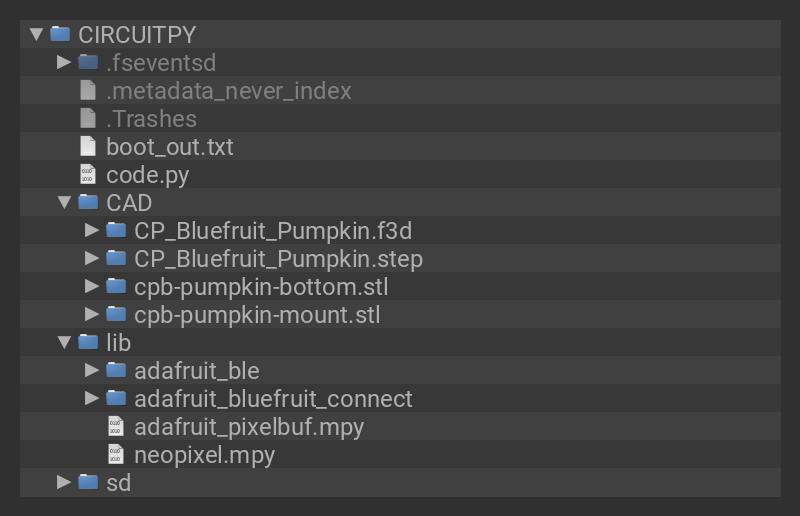 CIRCUITPY
.fseventsd
.metadata_never_index
.Trashes
boot_out.txt
code.py
CAD
CP_Bluefruit_Pumpkin.f3d
CP_Bluefruit_Pumpkin.step
cpb-pumpkin-bottom.stl
cpb-pumpkin-mount.stl
lib
adafruit_ble
adafruit_bluefruit_connect
adafruit_pixelbuf.mpy
neopixel.mpy
sd